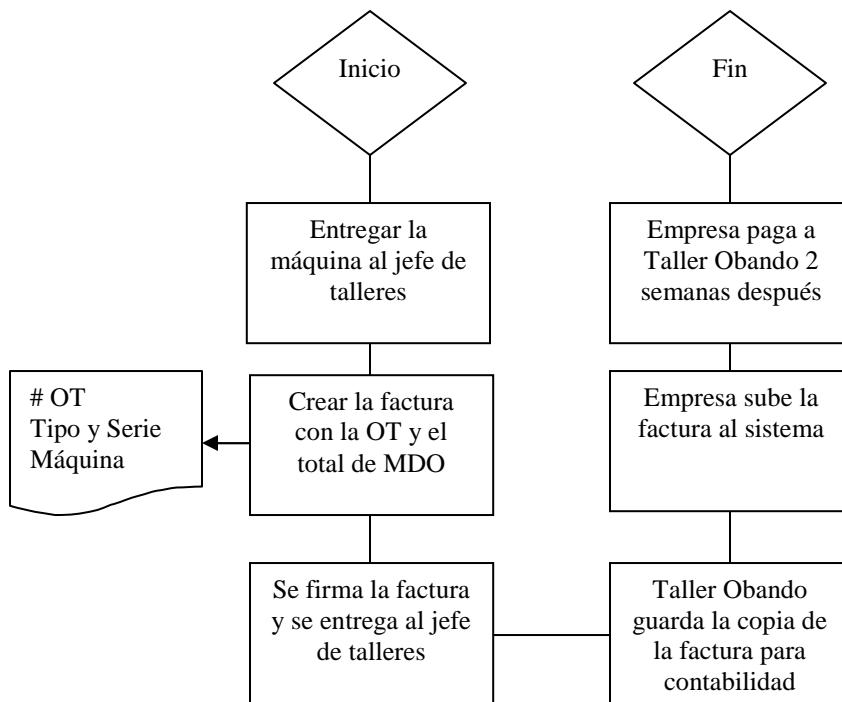 Inicio
Entregar la
máquina al jefe de
talleres
# OT
Tipo y Serie
Máquina
Crear la factura
con la OT y el
total de MDO
Se firma la factura
y se entrega al jefe
de talleres
Taller Obando
guarda la copia de
la factura para
contabilidad
Empresa sube la
factura al sistema
Empresa paga a
Taller Obando 2
semanas después
Fin